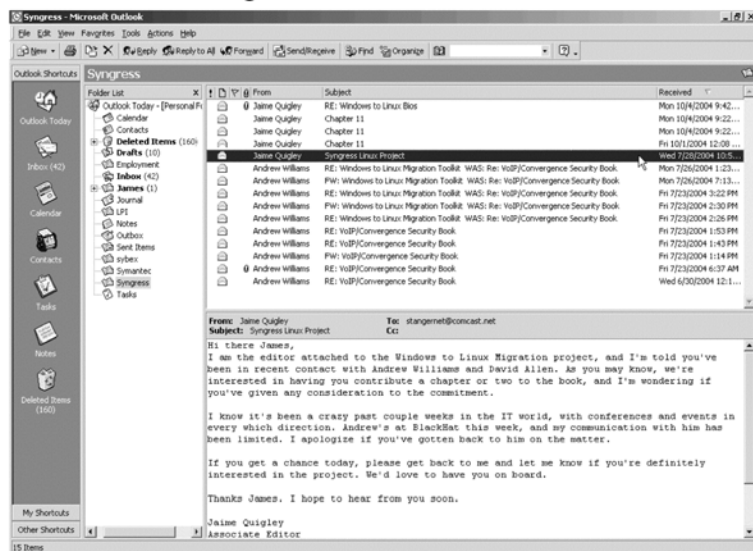 Syngress - Microsoft Outlook
File Edit View Favorites Tools Actions Help
New Reply Reply to All Forward Send/Receive Find Organize
Outlook Shortcuts
Syngress
Outlook Today
Inbox (42)
Calendar
Contacts
Tasks
Notes
Deleted Items (160)
My Shortcuts
Other Shortcuts
Folder List X
Outlook Today - [Personal F
Calendar
Contacts
Deleted Items (160)
Drafts (10)
Employment
Inbox (42)
James (1)
Journal
LPI
Notes
Outbox
Sent Items
sybex
Symantec
Syngress
Tasks
From Subject Received
Jaime Quigley RE: Windows to Linux Bios Mon 10/4/2004 9:42...
Jaime Quigley Chapter 11 Mon 10/4/2004 9:22...
Jaime Quigley Chapter 11 Mon 10/4/2004 9:22...
Jaime Quigley Chapter 11 Fri 10/1/2004 12:08 ...
Jaime Quigley Syngress Linux Project Wed 7/28/2004 10:5...
Andrew Williams RE: Windows to Linux Migration Toolkit WAS: Re: VoIP/Convergence Security Book Mon 7/26/2004 1:23...
Andrew Williams FW: Windows to Linux Migration Toolkit WAS: Re: VoIP/Convergence Security Book Mon 7/26/2004 7:13...
Andrew Williams RE: Windows to Linux Migration Toolkit WAS: Re: VoIP/Convergence Security Book Fri 7/23/2004 3:22 PM
Andrew Williams FW: Windows to Linux Migration Toolkit WAS: Re: VoIP/Convergence Security Book Fri 7/23/2004 2:30 PM
Andrew Williams RE: Windows to Linux Migration Toolkit WAS: Re: VoIP/Convergence Security Book Fri 7/23/2004 2:26 PM
Andrew Williams RE: VoIP/Convergence Security Book Fri 7/23/2004 1:53 PM
Andrew Williams RE: VoIP/Convergence Security Book Fri 7/23/2004 1:43 PM
Andrew Williams FW: VoIP/Convergence Security Book Fri 7/23/2004 1:14 PM
Andrew Williams RE: VoIP/Convergence Security Book Fri 7/23/2004 6:37 AM
Andrew Williams RE: VoIP/Convergence Security Book Wed 6/30/2004 12:1...
From: Jaime Quigley To: stangernet@comcast.net
Subject: Syngress Linux Project Cc:
Hi there James,
I am the editor attached to the Windows to Linux Migration project, and I'm told you've
been in recent contact with Andrew Williams and David Allen. As you may know, we're
interested in having you contribute a chapter or two to the book, and I'm wondering if
you've given any consideration to the commitment.
I know it's been a crazy past couple weeks in the IT world, with conferences and events in
every which direction. Andrew's at BlackHat this week, and my communication with him has
been limited. I apologize if you've gotten back to him on the matter.
If you get a chance today, please get back to me and let me know if you're definitely
interested in the project. We'd love to have you on board.
Thanks James. I hope to hear from you soon.
Jaime Quigley
Associate Editor
15 Items